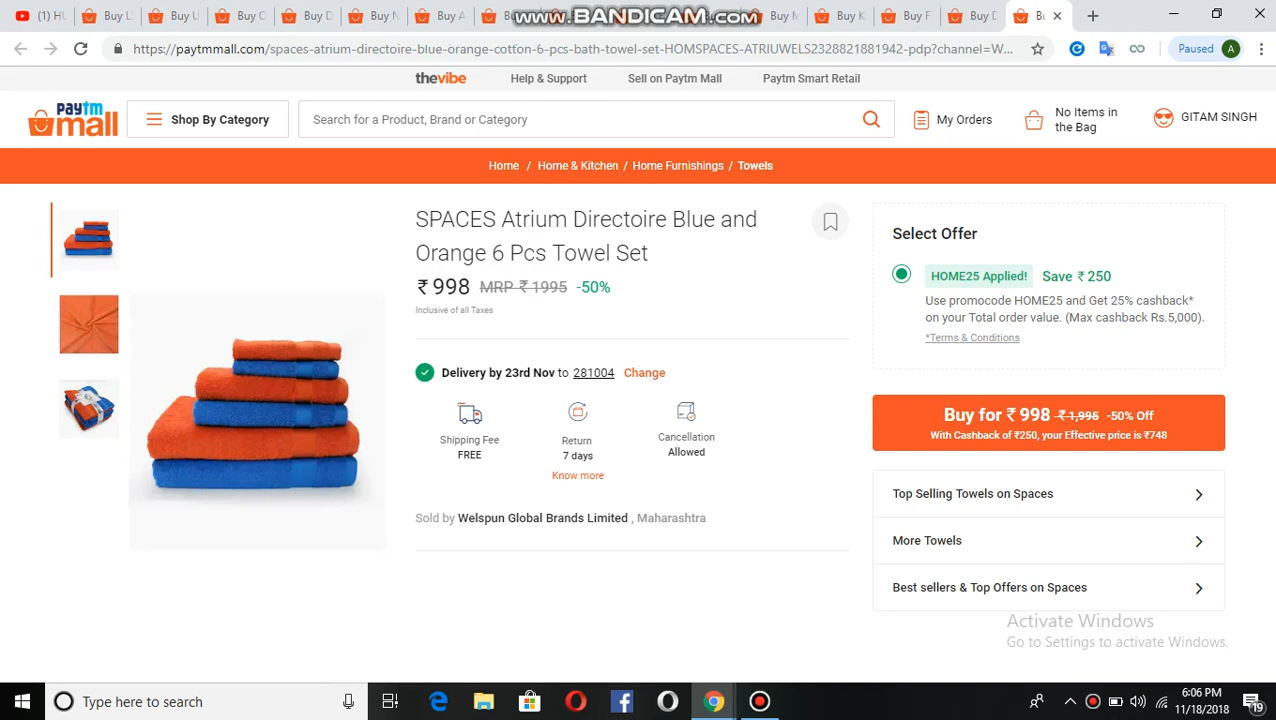 Buy
Buy
Buy
Buy
Buy
Buy
Buy
Buy
Buy
Buy
www.BANDICAM.com
https://paytmmall.com/spaces-atrium-directoire-blue-orange-cotton-6-pcs-bath-towel-set-HOMSPACES-ATRIUWELS2328821881942-pdp?channel=W...
Paused A
thevibe Help & Support Sell on Paytm Mall Paytm Smart Retail
paytm
mall
Shop By Category
Search for a Product, Brand or Category
My Orders
No Items in
the Bag
GITAM SINGH
Home / Home & Kitchen / Home Furnishings / Towels
SPACES Atrium Directoire Blue and
Orange 6 Pcs Towel Set
₹ 998 MRP ₹ 1995 -50%
Inclusive of all Taxes
Delivery by 23rd Nov to 281004 Change
Shipping Fee
FREE
Return
7 days
Know more
Cancellation
Allowed
Sold by Welspun Global Brands Limited , Maharashtra
Select Offer
HOME25 Applied! Save ₹ 250
Use promocode HOME25 and Get 25% cashback*
on your Total order value. (Max cashback Rs.5,000).
*Terms & Conditions
Buy for ₹ 998 ₹ 1,995 -50% Off
With Cashback of ₹250, your Effective price is ₹748
Top Selling Towels on Spaces
More Towels
Best sellers & Top Offers on Spaces
Activate Windows
Go to Settings to activate Windows.
Type here to search
6:06 PM
11/18/2018
19